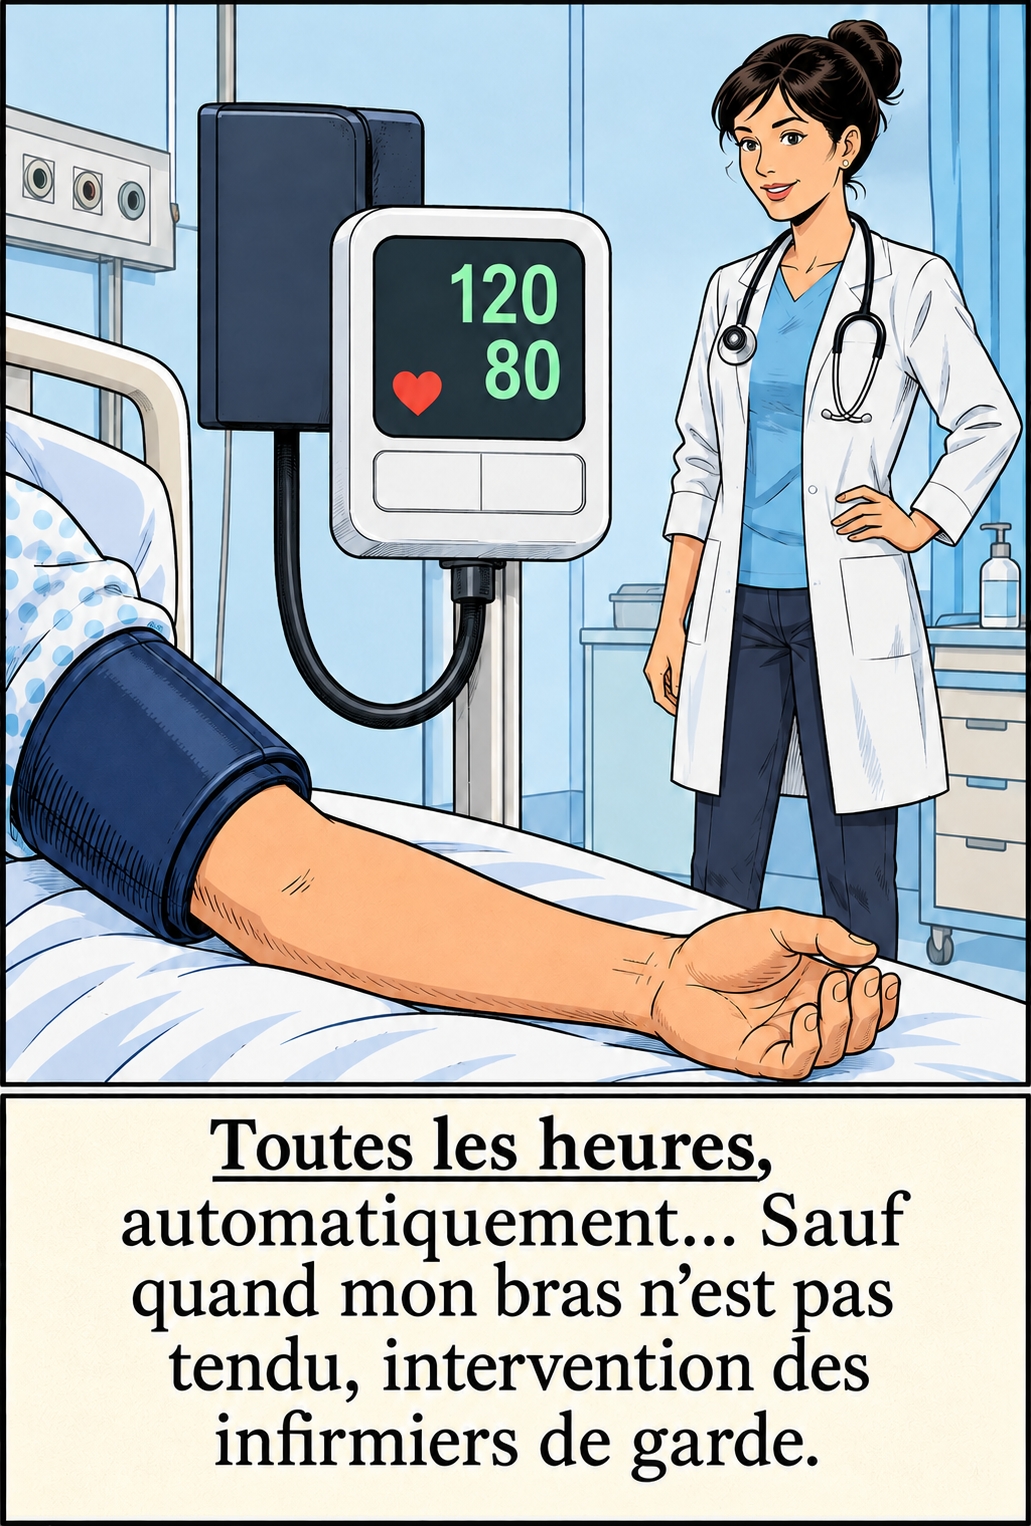 120
80
Toutes les heures,
automatiquement... Sauf
quand mon bras n’est pas
tendu, intervention des
infirmiers de garde.